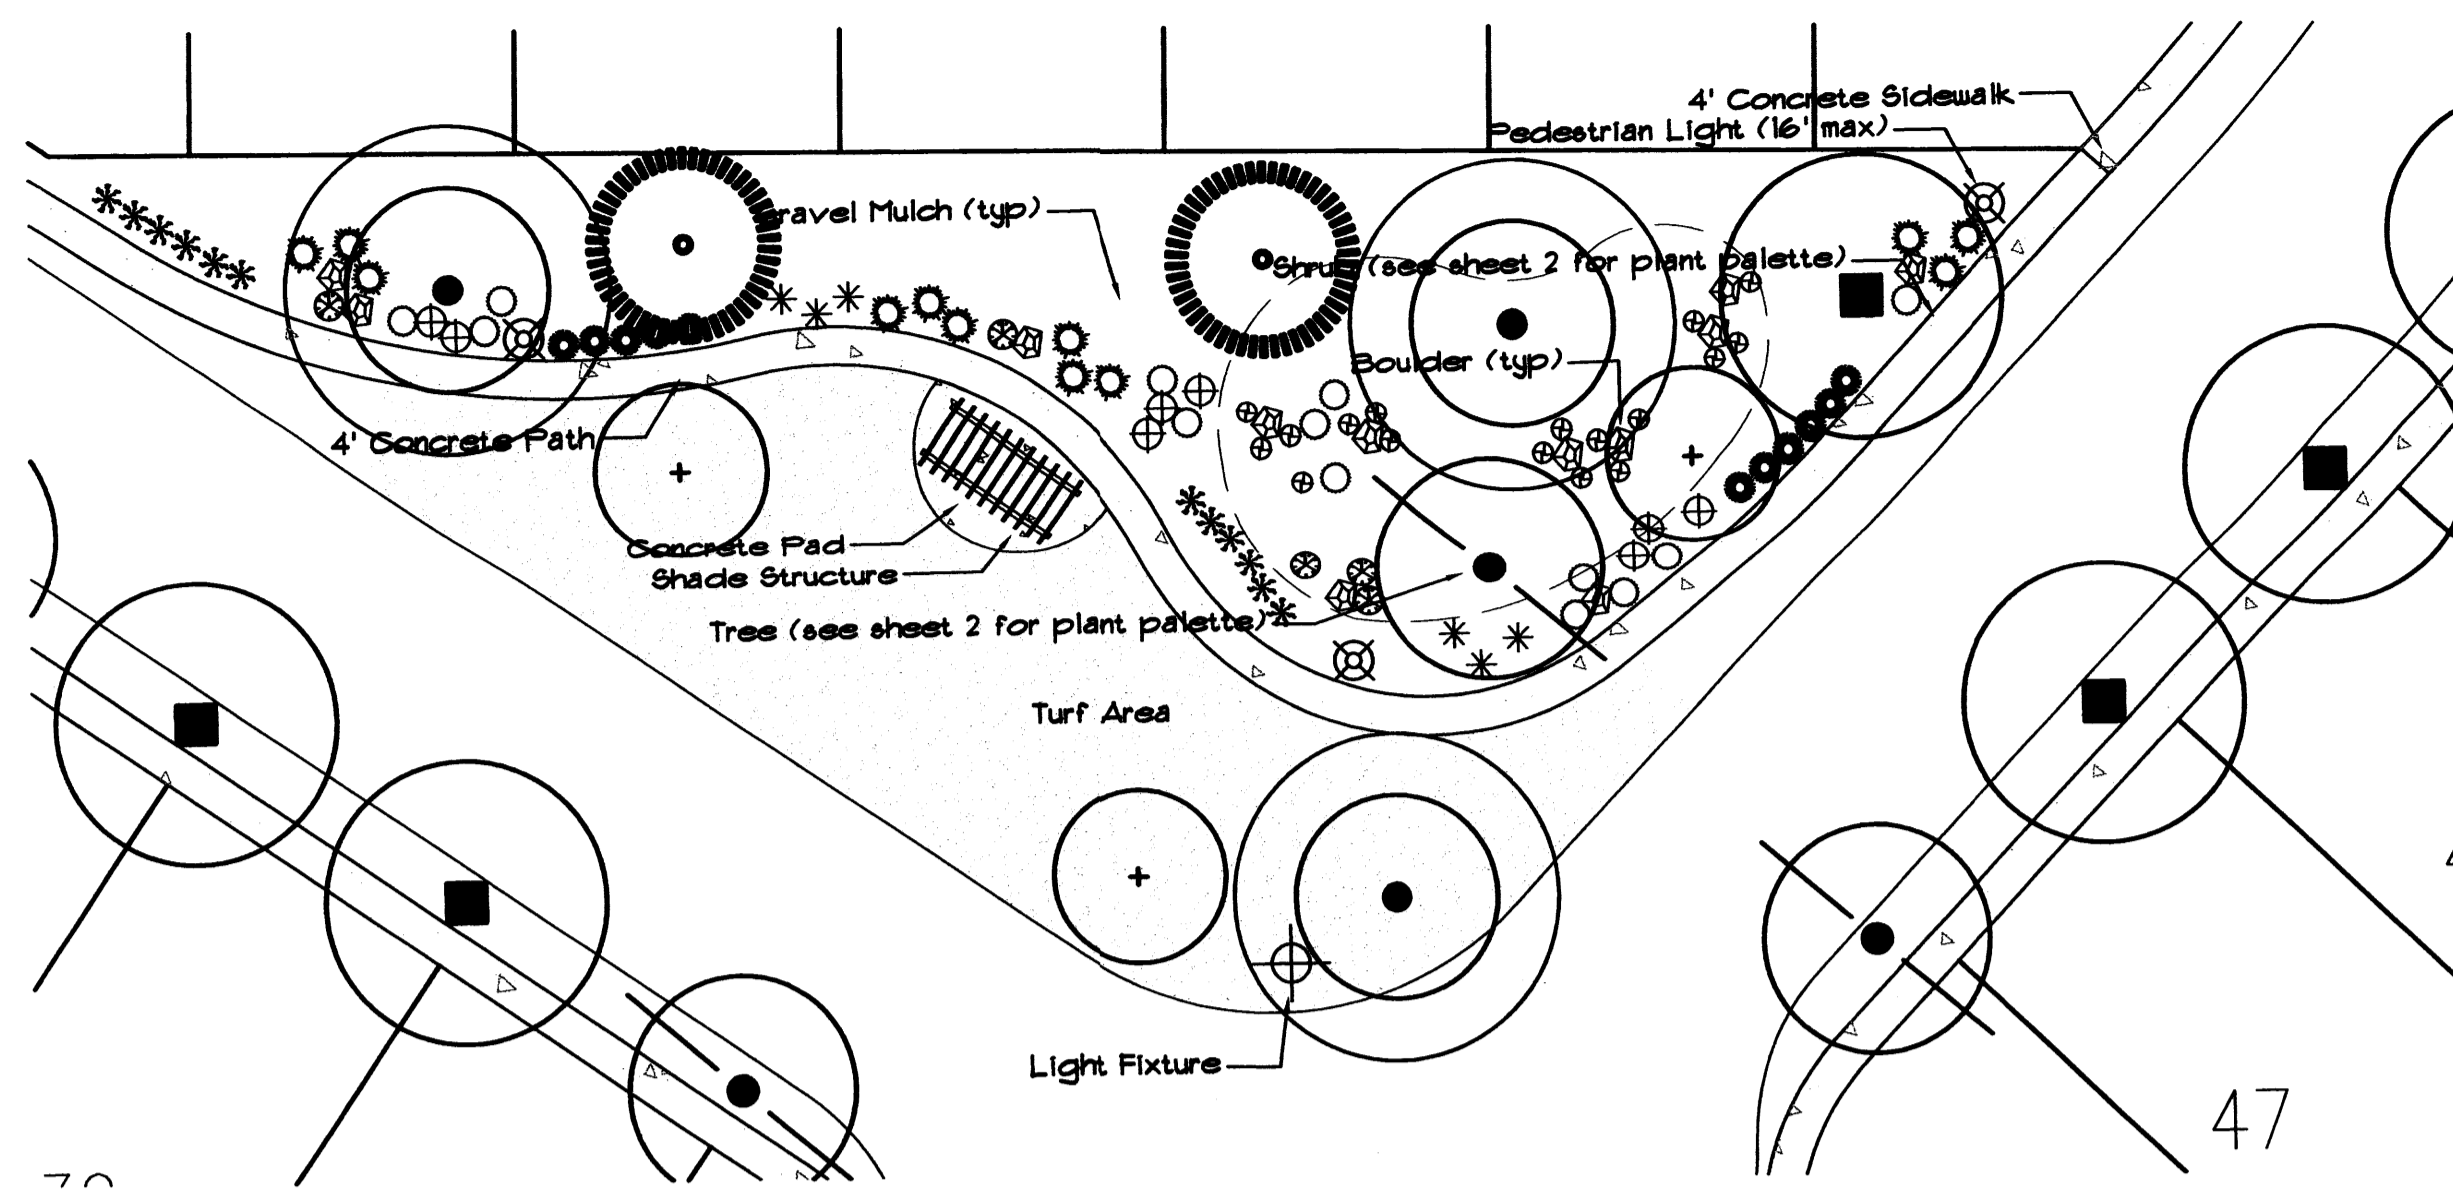 4' Concrete Sidewalk
Pedestrian Light (16' max)
Gravel Mulch (typ)
Shrub (see sheet 2 for plant palette)
Boulder (typ)
4' Concrete Path
Concrete Pad
Shade Structure
Tree (see sheet 2 for plant palette)
Turf Area
Light Fixture
47